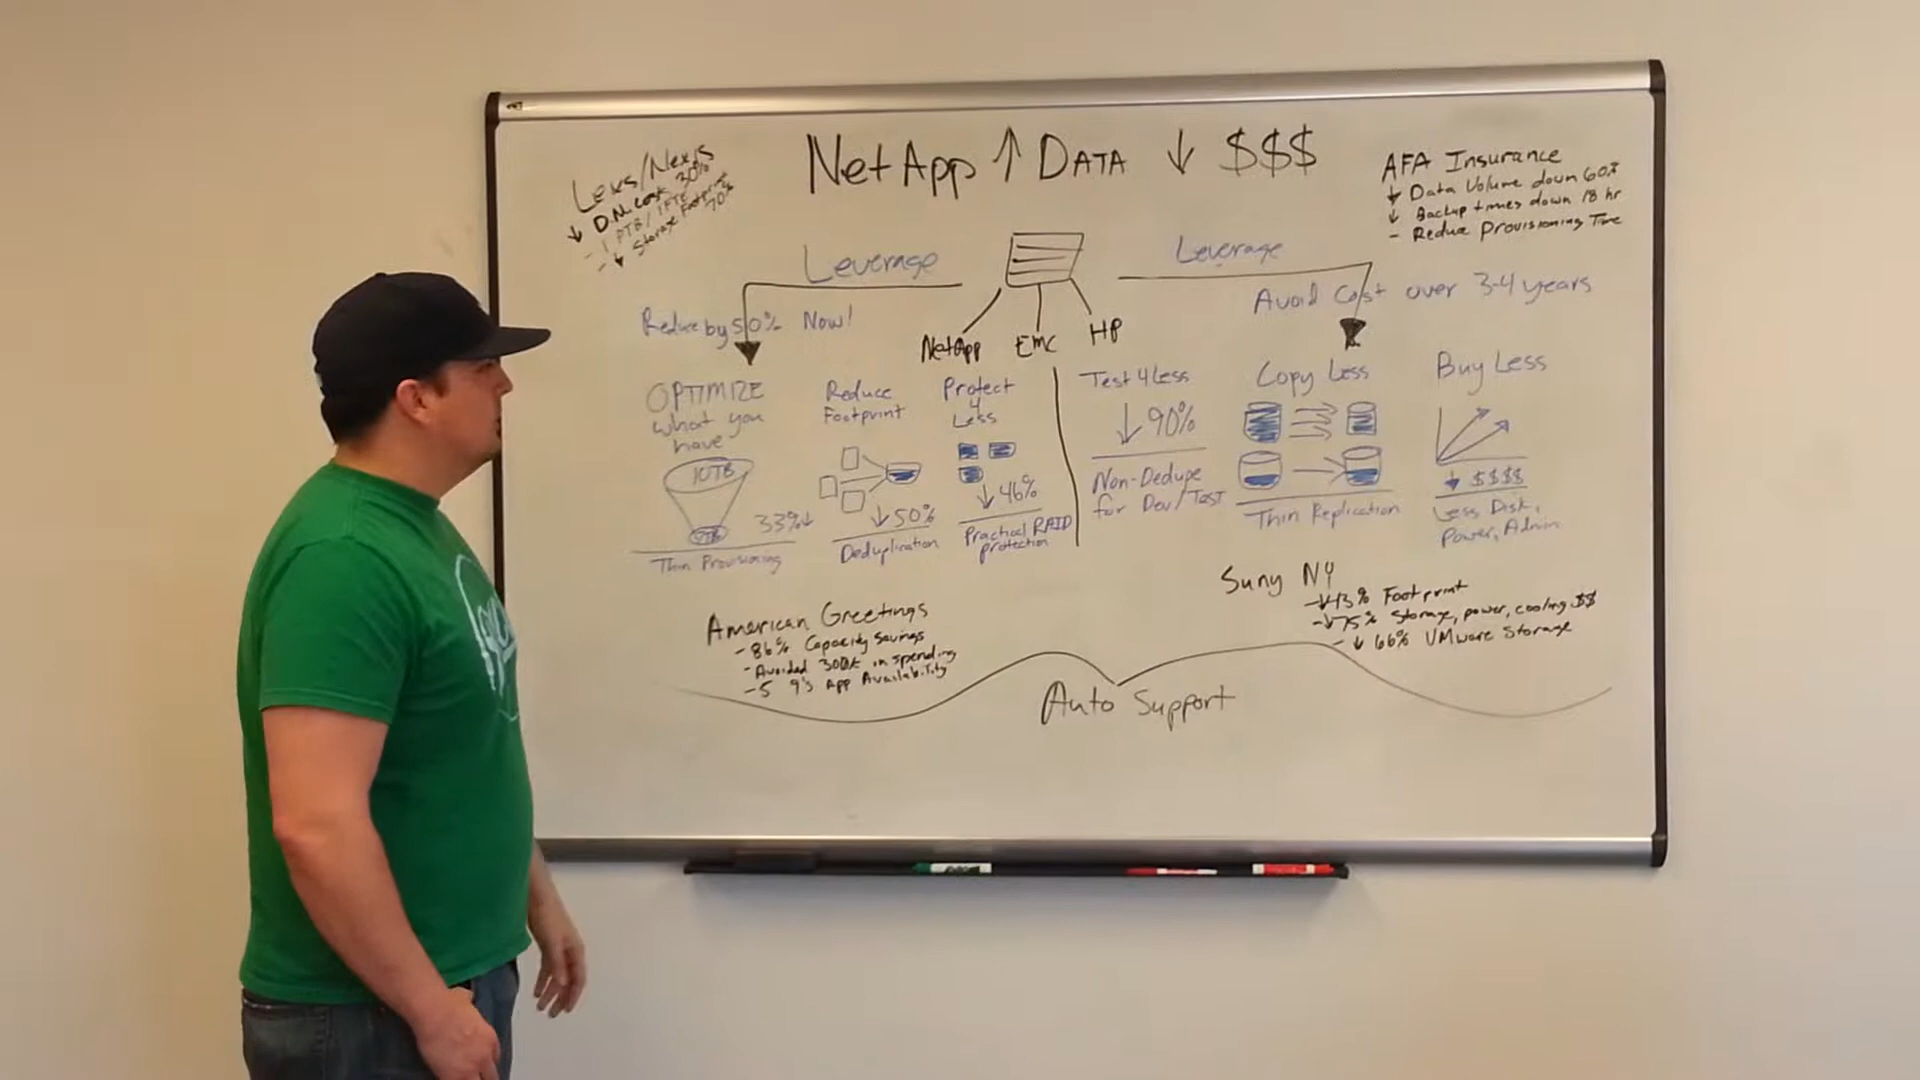 NetApp ↑ DATA ↓ $$$
Lexis/Nexis
↓ D.M. Cost 30%
- 1 PTB/1FTE
- ↓ Storage Footprint
70%
AFA Insurance
↓ Data Volume down 60%
↓ Backup times down 18 hr
- Reduce Provisioning Time
Leverage
Leverage
Reduce by 50% Now!
Avoid Cost over 3-4 years
NetApp
EMC
HP
OPTIMIZE
what you
have
10TB
33%↓
Thin Provisioning
Reduce
Footprint
↓50%
Deduplication
Protect
4
Less
↓46%
Practical RAID
protection
Test 4 Less
↓90%
Non-Dedupe
for Dev/Test
Copy Less
Thin Replication
Buy Less
↓ $$$$
Less Disk,
Power, Admin
American Greetings
- 86% Capacity Savings
- Avoided 300k in spending
- 5 9's App Availability
Suny NY
-↓43% Footprint
-↓75% Storage, power, cooling $$
- ↓ 66% VMware Storage
Auto Support